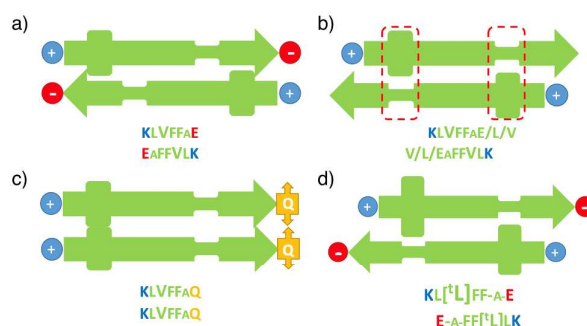 a)
b)
+
-
-
+
+
+
KLVFFAE
EAFFVLK
KLVFFAE/L/V
V/L/EAFFVLK
c)
d)
+
Q
+
Q
+
-
-
+
KLVFFAQ
KLVFFAQ
KL[ᵗL]FF-A-E
E-A-FF[ᵗL]LK